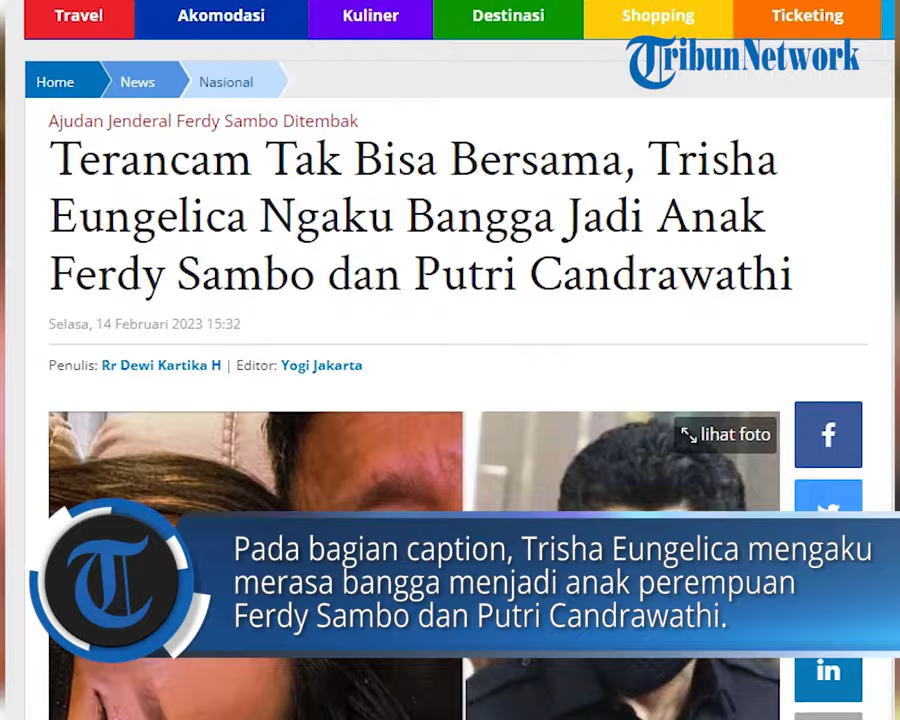 Travel
Akomodasi
Kuliner
Destinasi
Shopping
Ticketing
TribunNetwork
Home
News
Nasional
Ajudan Jenderal Ferdy Sambo Ditembak
Terancam Tak Bisa Bersama, Trisha
Eungelica Ngaku Bangga Jadi Anak
Ferdy Sambo dan Putri Candrawathi
Selasa, 14 Februari 2023 15:32
Penulis: Rr Dewi Kartika H | Editor: Yogi Jakarta
lihat foto
f
T
Pada bagian caption, Trisha Eungelica mengaku
merasa bangga menjadi anak perempuan
Ferdy Sambo dan Putri Candrawathi.
in